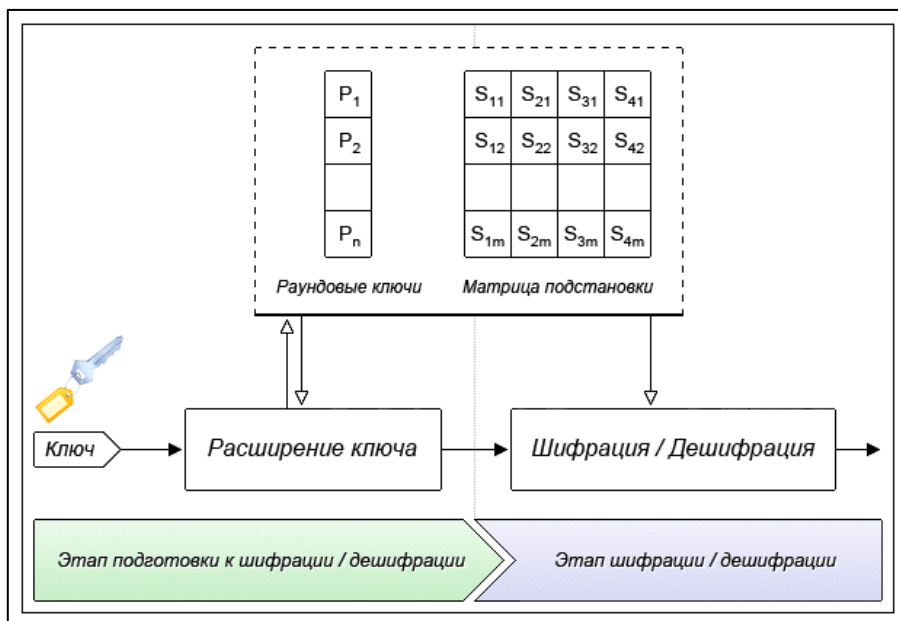 P1 S11 S21 S31 S41
P2 S12 S22 S32 S42
Pn S1m S2m S3m S4m
Раундовые ключи Матрица подстановки
Ключ Расширение ключа Шифрация / Дешифрация
Этап подготовки к шифрации / дешифрации Этап шифрации / дешифрации